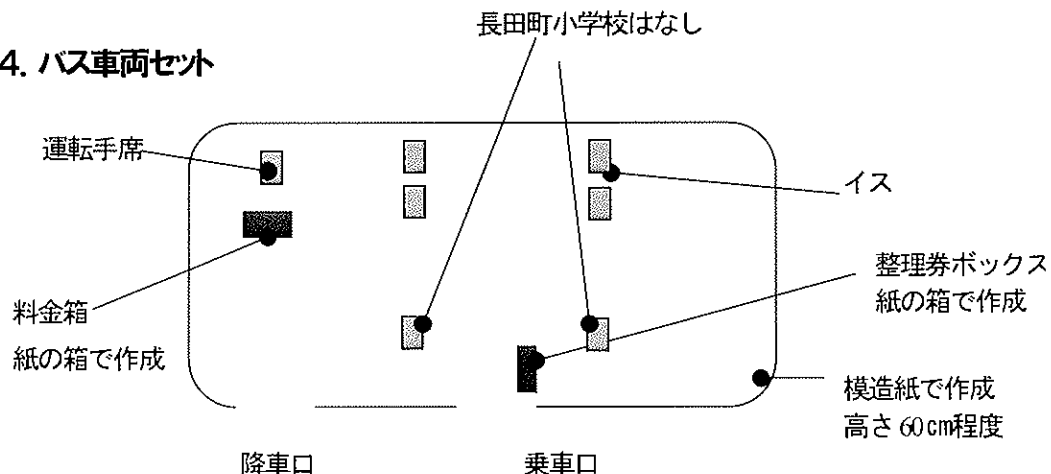 長田町小学校はなし
4. バス車両セット
運転手席
イス
整理券ボックス
紙の箱で作成
料金箱
紙の箱で作成
模造紙で作成
高さ60㎝程度
降車口
乗車口